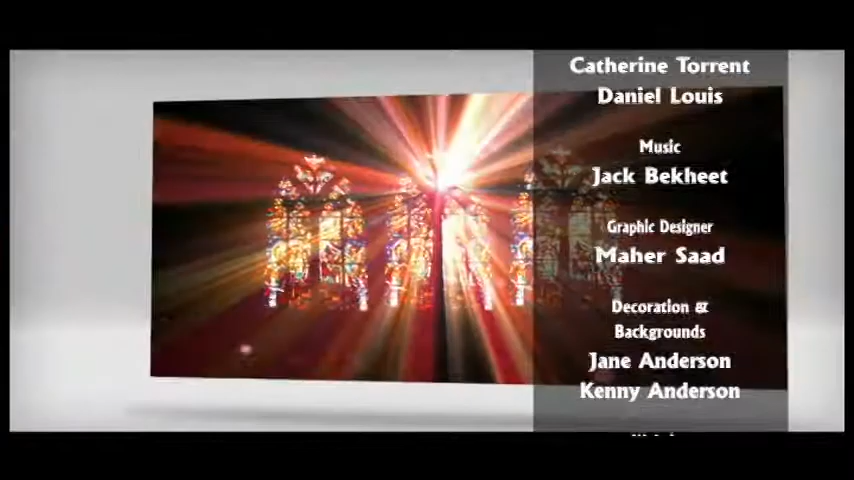 Catherine Torrent
Daniel Louis
Music
Jack Bekheet
Graphic Designer
Maher Saad
Decoration &
Backgrounds
Jane Anderson
Kenny Anderson